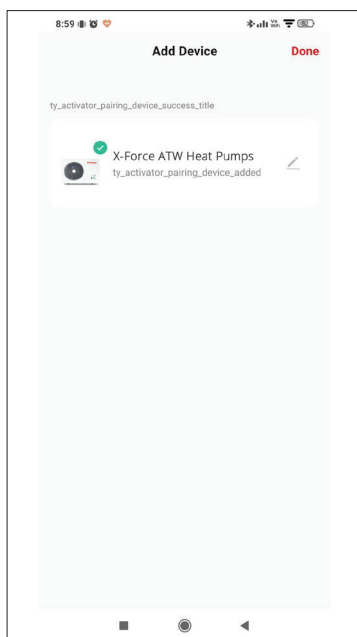 8:59
Add Device
Done
ty_activator_pairing_device_success_title
X-Force ATW Heat Pumps
ty_activator_pairing_device_added